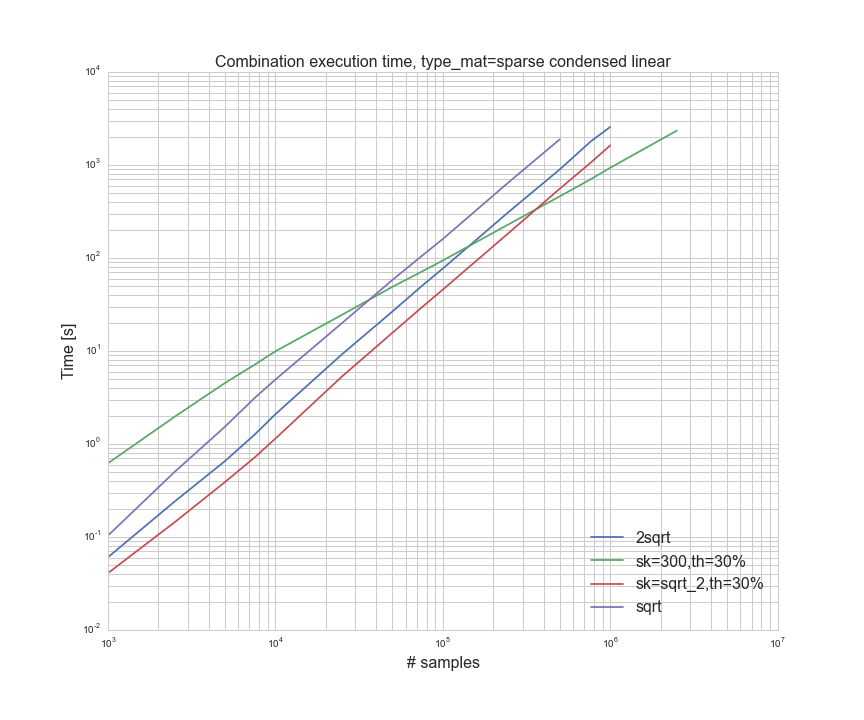 Combination execution time, type_mat=sparse condensed linear
10^4
10^3
10^2
10^1
10^0
10^-1
10^-2
Time [s]
2sqrt
sk=300,th=30%
sk=sqrt_2,th=30%
sqrt
10^3 10^4 10^5 10^6 10^7
# samples